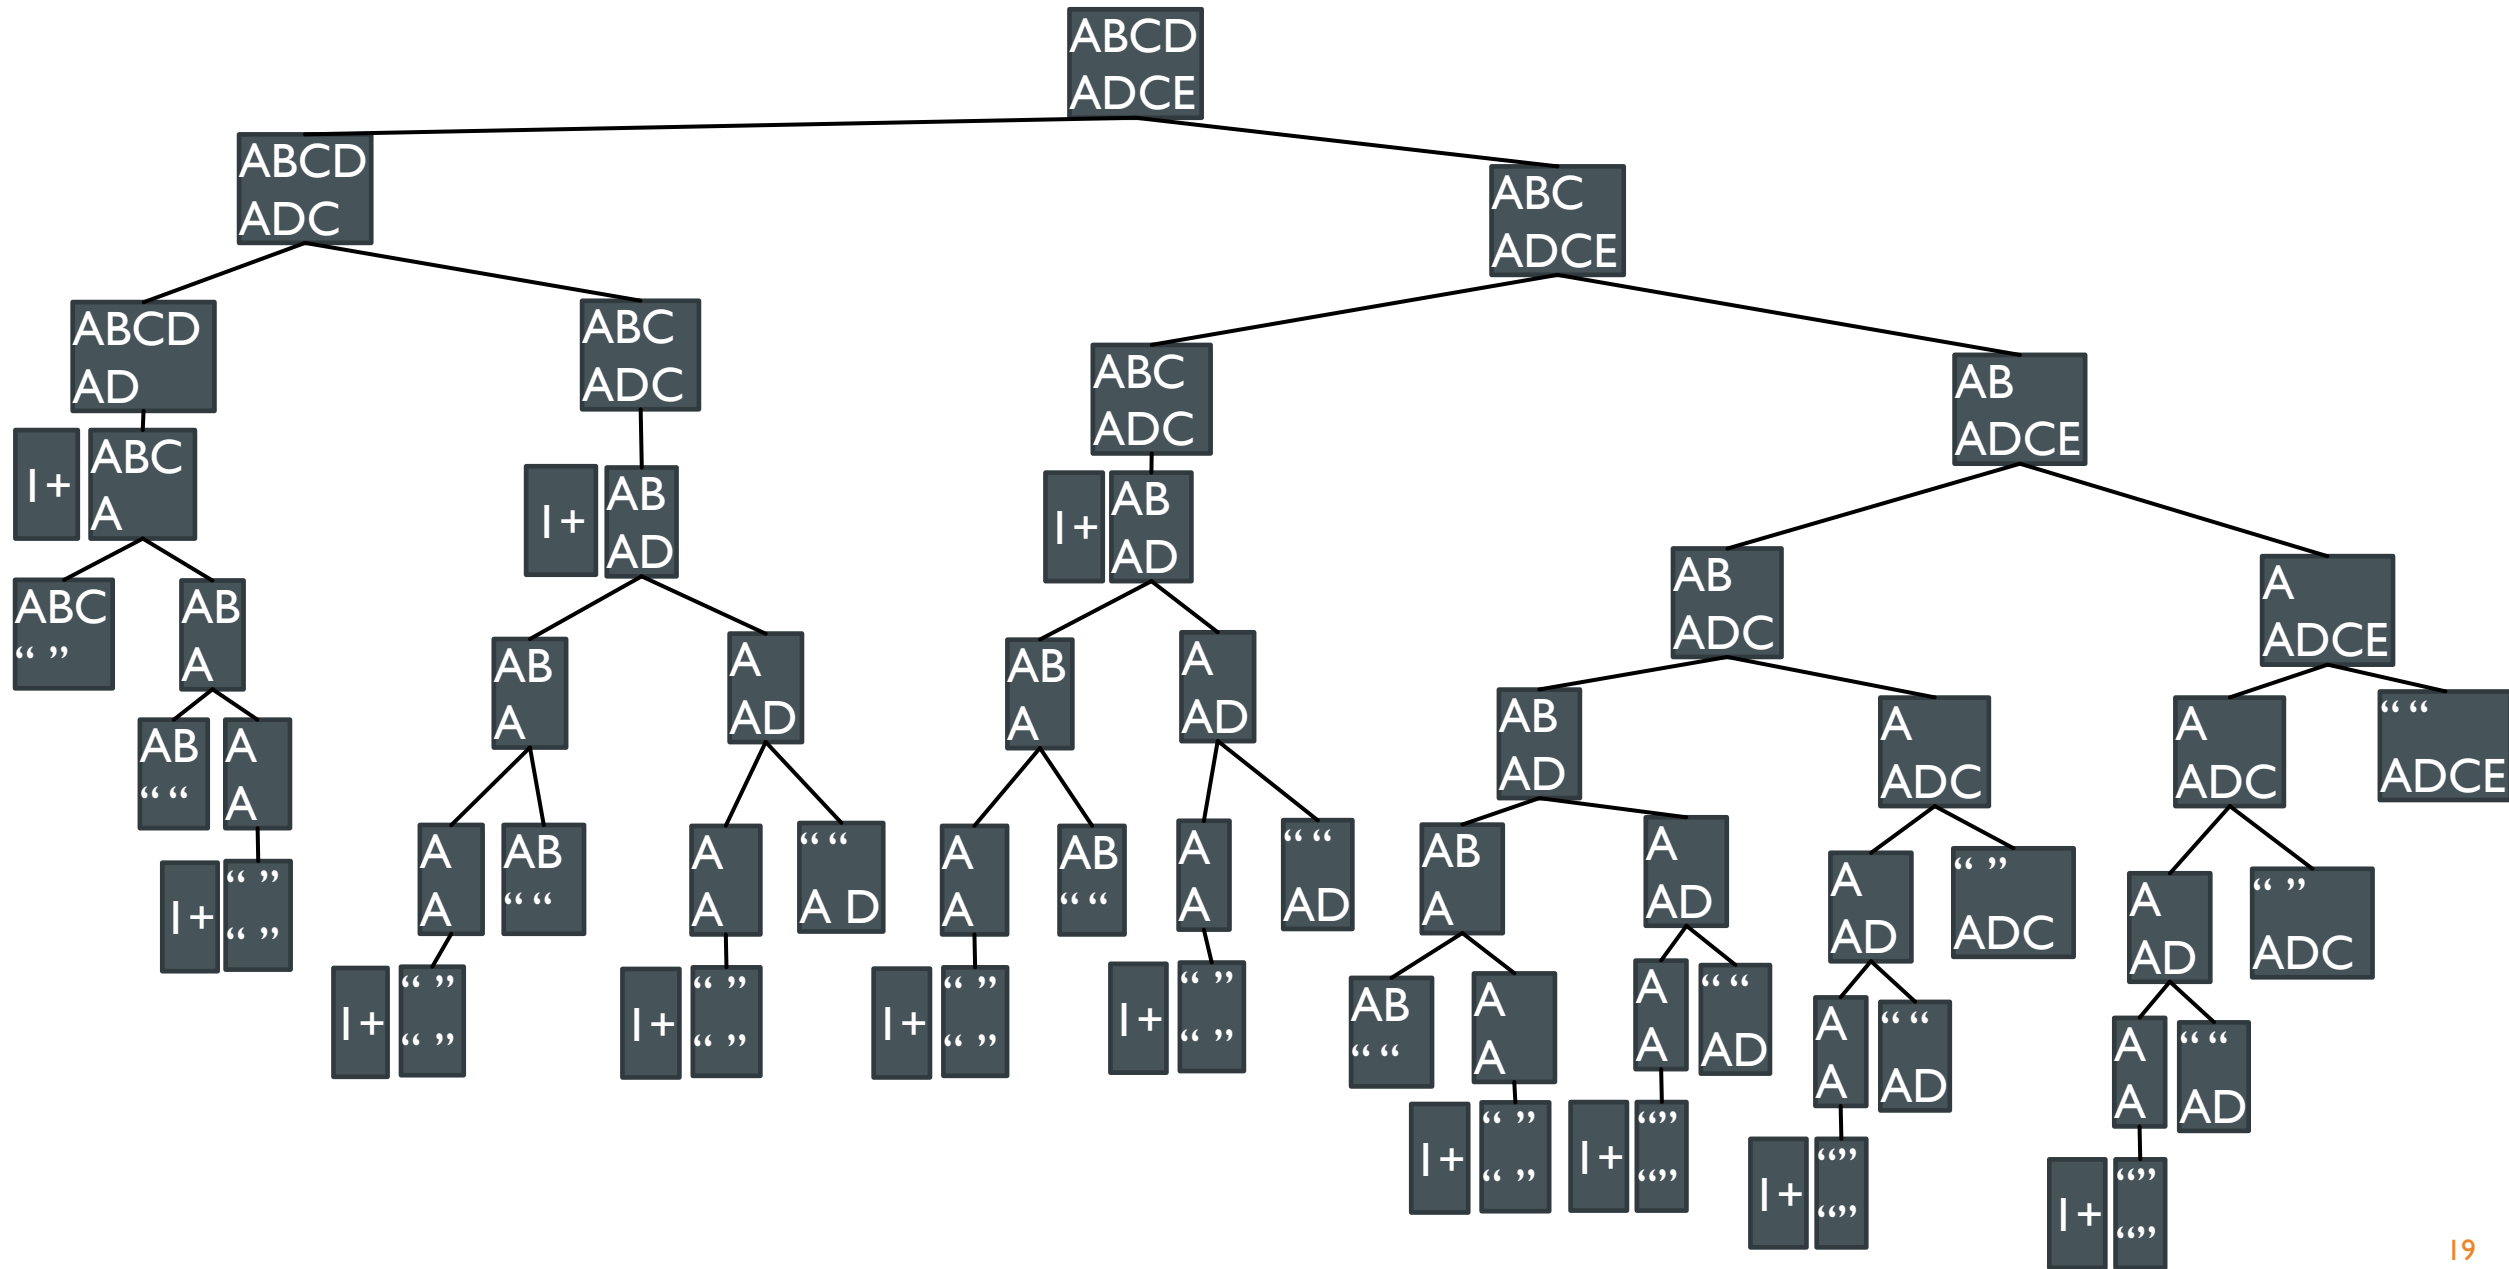 ABCD
ADCE
ABCD
ADC
ABC
ADCE
ABCD
AD
ABC
ADC
ABC
ADC
AB
ADCE
1+
ABC
A
1+
AB
AD
1+
AB
AD
AB
ADC
A
ADCE
ABC
“ ”
AB
A
AB
A
A
AD
AB
A
A
AD
AB
AD
A
ADC
A
ADC
“ “
ADCE
AB
“ “
A
A
A
A
AB
“ “
A
A
“ “
A D
A
A
AB
“ “
A
A
“ “
AD
AB
A
A
AD
A
AD
“ ”
ADC
A
AD
“ ”
ADC
1+
“ ”
“ ”
1+
“ ”
“ ”
1+
“ ”
“ ”
1+
“ ”
“ ”
1+
“ ”
“ ”
AB
“ “
A
A
A
A
“ “
AD
A
A
“ “
AD
A
A
“ “
AD
1+
“ ”
“ ”
1+
“”
“”
1+
“”
“”
1+
“”
“”
19